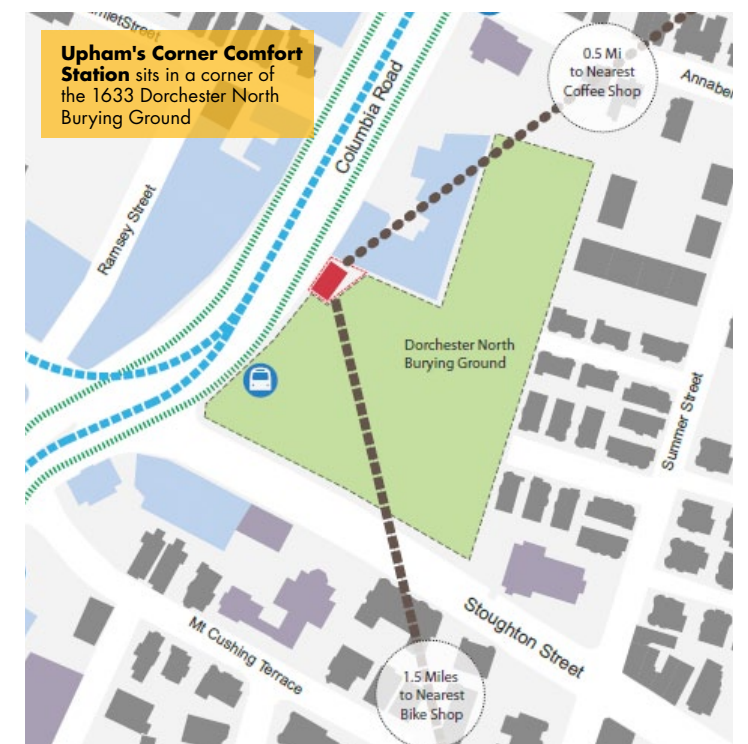 Upham's Corner Comfort
Station sits in a corner of
the 1633 Dorchester North
Burying Ground
0.5 Mi
to Nearest
Coffee Shop
Columbia Road
Ramsey Street
Dorchester North
Burying Ground
Summer Street
Stoughton Street
Mt Cushing Terrace
1.5 Miles
to Nearest
Bike Shop